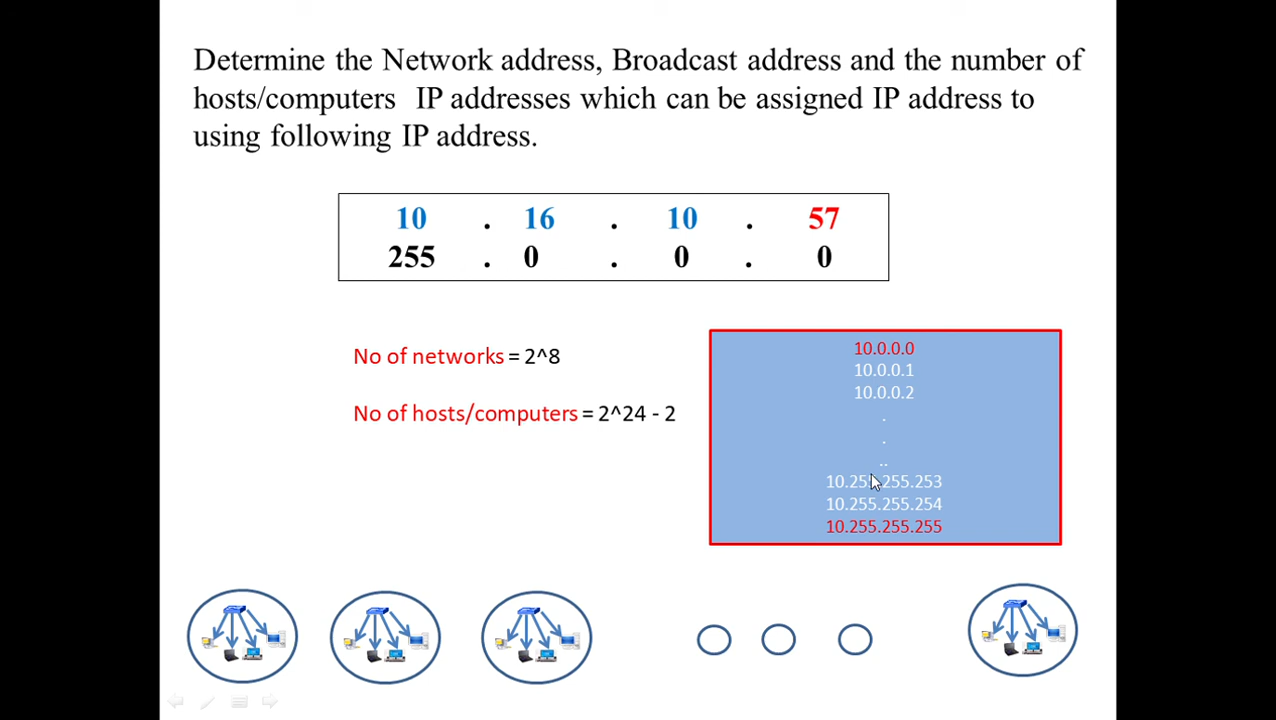 Determine the Network address, Broadcast address and the number of
hosts/computers IP addresses which can be assigned IP address to
using following IP address.
10 . 16 . 10 . 57
255 . 0 . 0 . 0
No of networks = 2^8
No of hosts/computers = 2^24 - 2
10.0.0.0
10.0.0.1
10.0.0.2
.
.
..
10.255.255.253
10.255.255.254
10.255.255.255